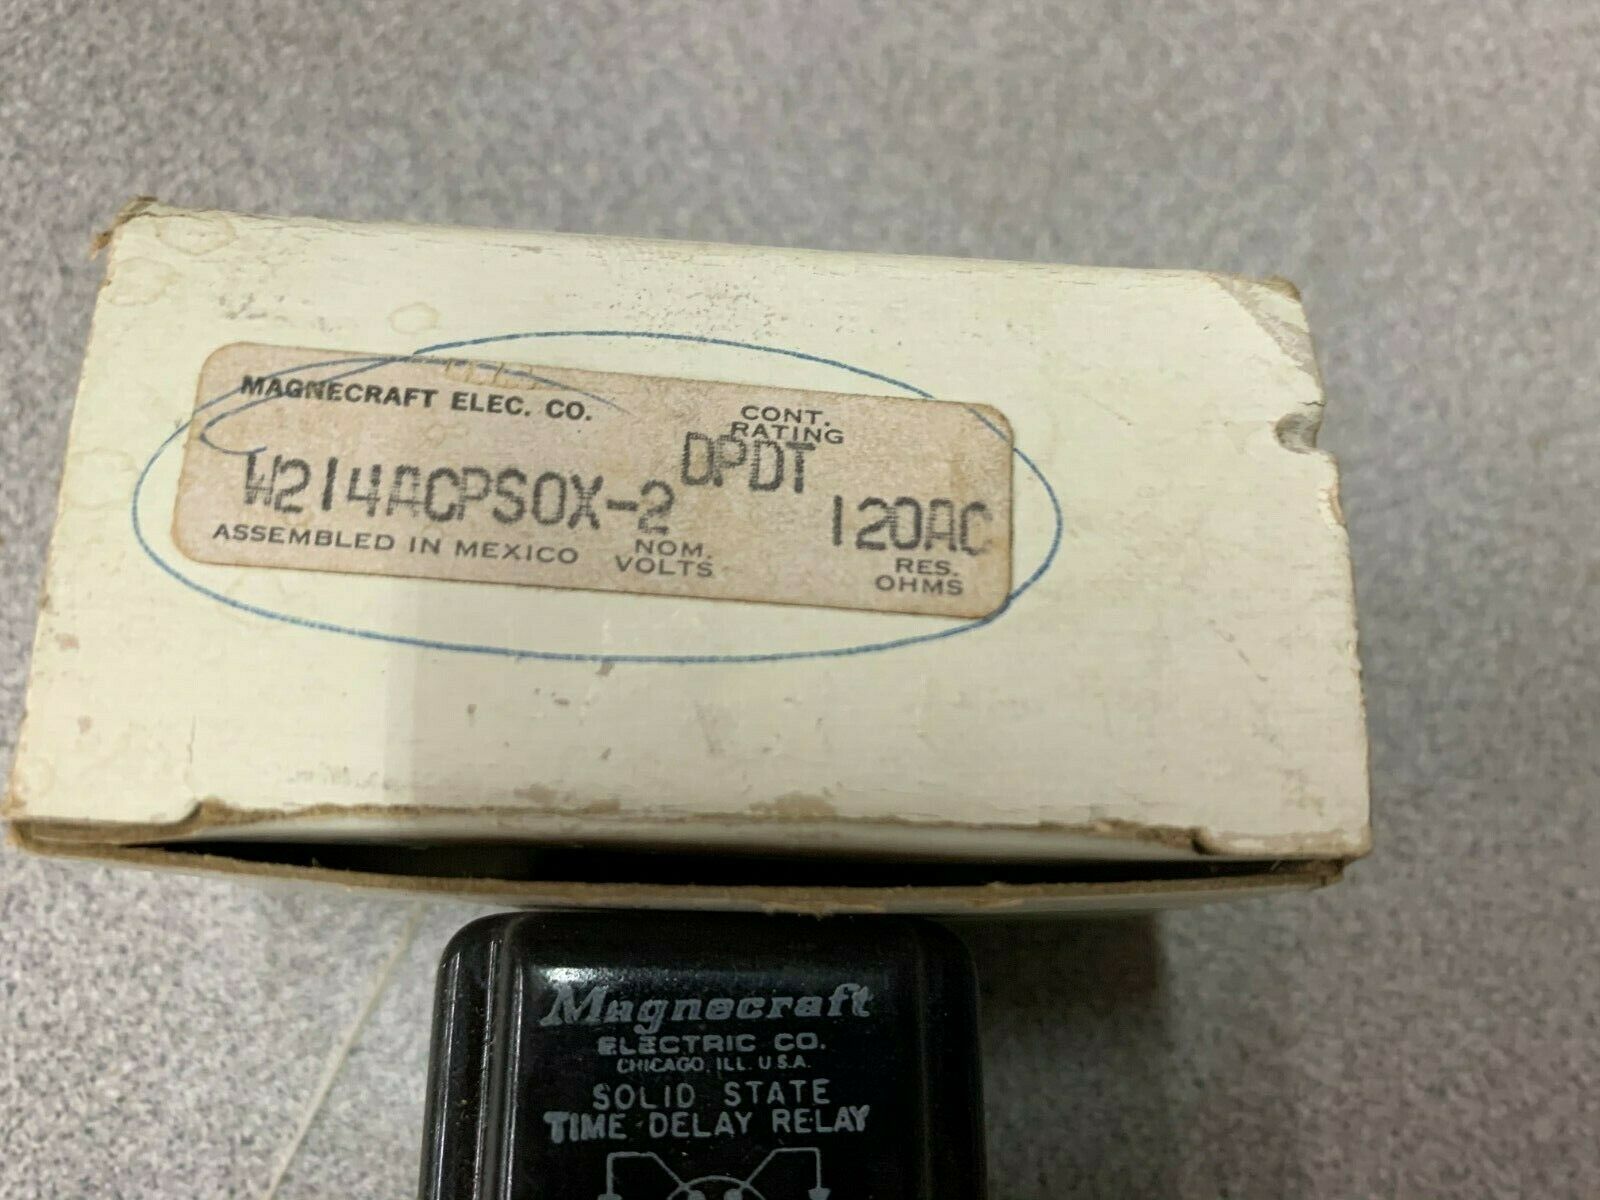 MAGNECRAFT ELEC. CO.
CONT.
RATING
DPDT
W214ACPSOX-2
120AC
ASSEMBLED IN MEXICO
NOM.
VOLTS
RES.
OHMS
Magnecraft
ELECTRIC CO.
CHICAGO, ILL. U.S.A.
SOLID STATE
TIME DELAY RELAY